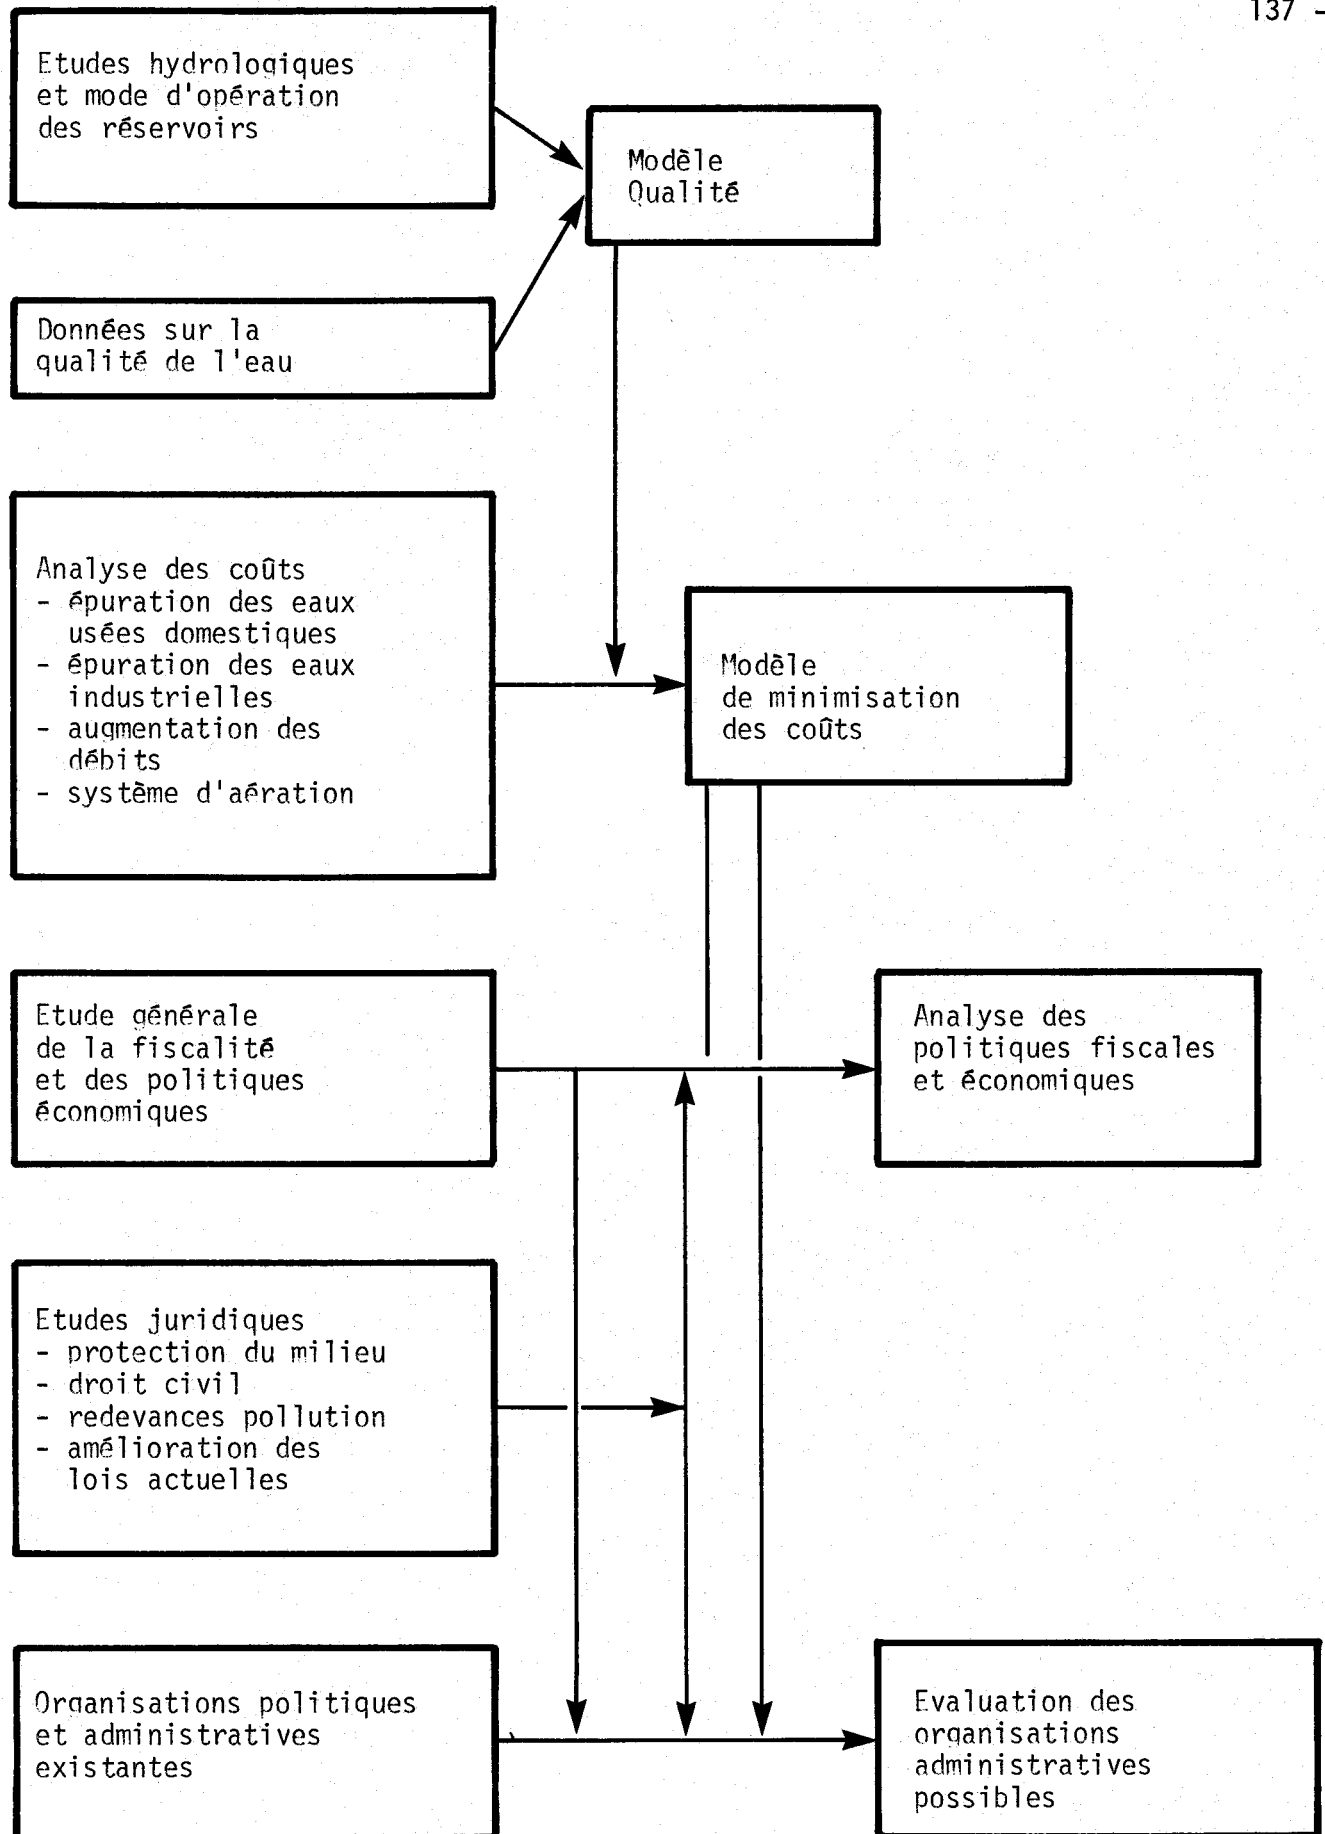 137 -
Etudes hydrologiques
et mode d'opération
des réservoirs
Modèle
Qualité
Données sur la
qualité de l'eau
Analyse des coûts
- épuration des eaux
usées domestiques
- épuration des eaux
industrielles
- augmentation des
débits
- système d'aération
Modèle
de minimisation
des coûts
Etude générale
de la fiscalité
et des politiques
économiques
Analyse des
politiques fiscales
et économiques
Etudes juridiques
- protection du milieu
- droit civil
- redevances pollution
- amélioration des
lois actuelles
Organisations politiques
et administratives
existantes
Evaluation des
organisations
administratives
possibles